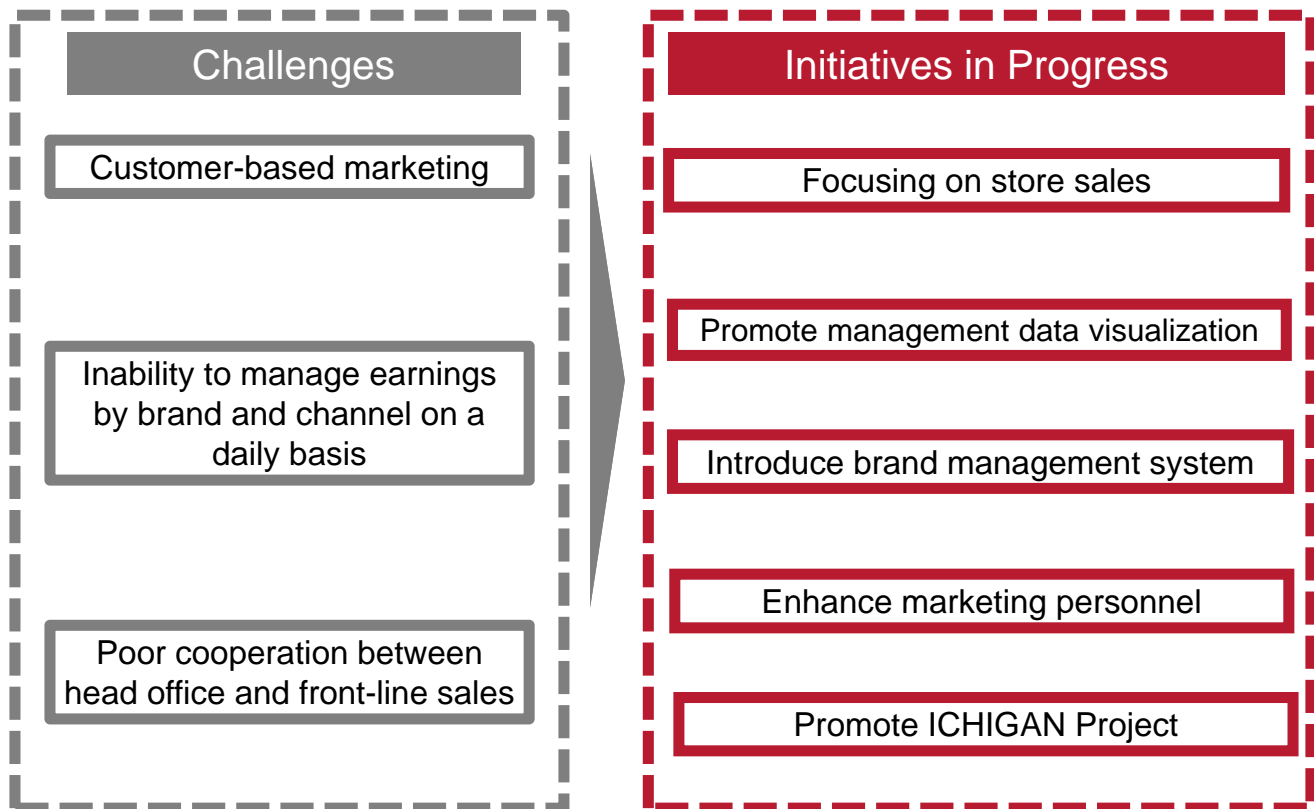 Challenges
Customer-based marketing
Inability to manage earnings
by brand and channel on a
daily basis
Poor cooperation between
head office and front-line sales
Initiatives in Progress
Focusing on store sales
Promote management data visualization
Introduce brand management system
Enhance marketing personnel
Promote ICHIGAN Project